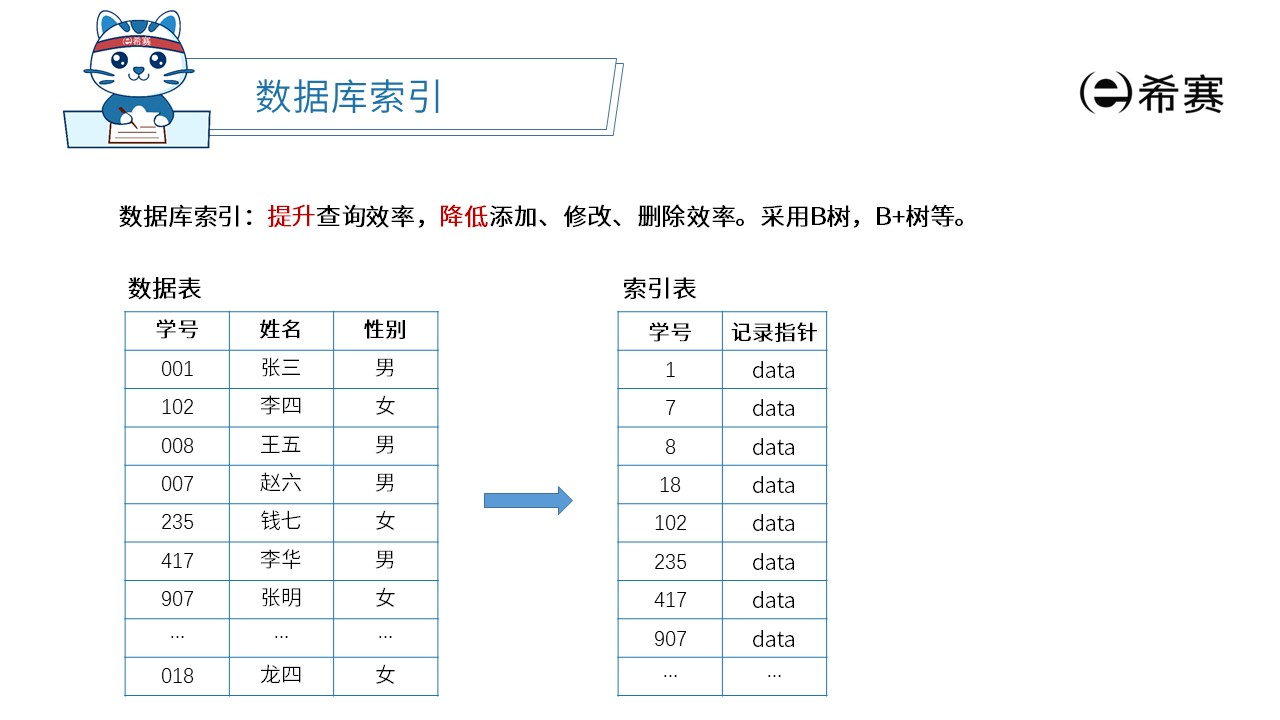 希赛
数据库索引
希赛
数据库索引：提升查询效率，降低添加、修改、删除效率。采用B树，B+树等。
数据表
学号 姓名 性别
001 张三 男
102 李四 女
008 王五 男
007 赵六 男
235 钱七 女
417 李华 男
907 张明 女
… … …
018 龙四 女
索引表
学号 记录指针
1 data
7 data
8 data
18 data
102 data
235 data
417 data
907 data
… …